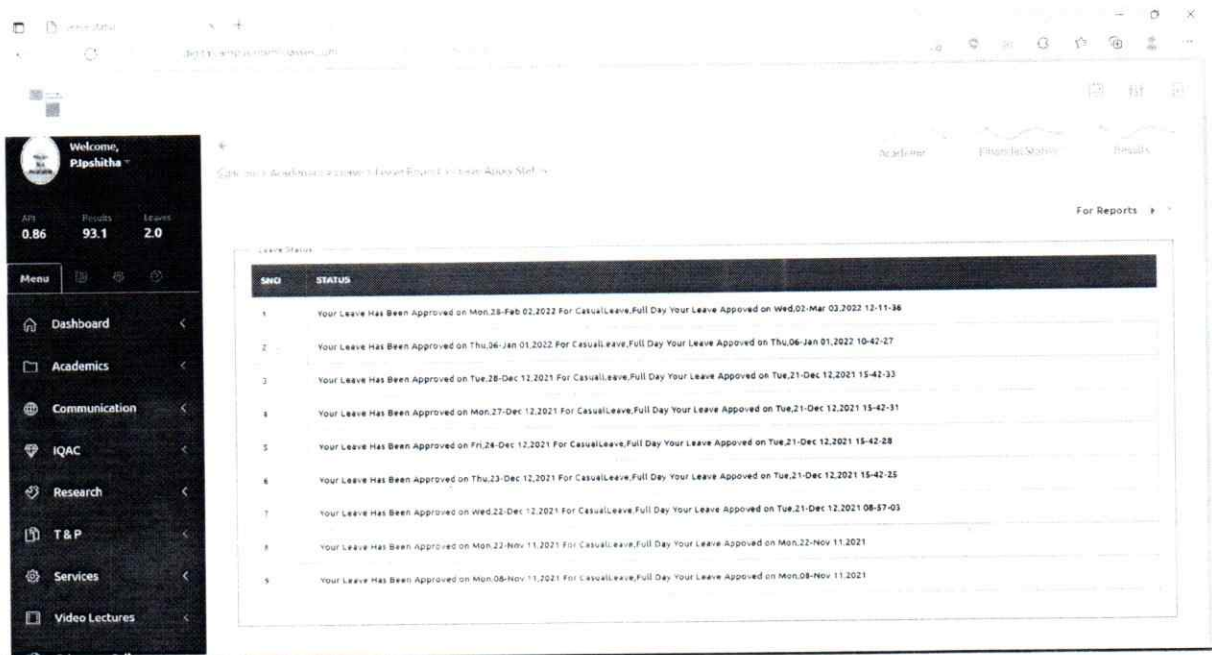 Welcome,
P.Ipshitha
API Results Leaves
0.86 93.1 2.0
Menu
Dashboard
Academics
Communication
IQAC
Research
T & P
Services
Video Lectures
Academic Financial Status Results
For Reports
Leave Status
SNO STATUS
1 Your Leave Has Been Approved on Mon,28-Feb 02,2022 For CasualLeave,Full Day Your Leave Appoved on Wed,02-Mar 03,2022 12-11-36
2 Your Leave Has Been Approved on Thu,06-Jan 01,2022 For CasualLeave,Full Day Your Leave Appoved on Thu,06-Jan 01,2022 10-42-27
3 Your Leave Has Been Approved on Tue,28-Dec 12,2021 For CasualLeave,Full Day Your Leave Appoved on Tue,21-Dec 12,2021 15-42-33
4 Your Leave Has Been Approved on Mon,27-Dec 12,2021 For CasualLeave,Full Day Your Leave Appoved on Tue,21-Dec 12,2021 15-42-31
5 Your Leave Has Been Approved on Fri,24-Dec 12,2021 For CasualLeave,Full Day Your Leave Appoved on Tue,21-Dec 12,2021 15-42-28
6 Your Leave Has Been Approved on Thu,23-Dec 12,2021 For CasualLeave,Full Day Your Leave Appoved on Tue,21-Dec 12,2021 15-42-25
7 Your Leave Has Been Approved on Wed,22-Dec 12,2021 For CasualLeave,Full Day Your Leave Appoved on Tue,21-Dec 12,2021 08-57-03
8 Your Leave Has Been Approved on Mon,22-Nov 11,2021 For CasualLeave,Full Day Your Leave Appoved on Mon,22-Nov 11,2021
9 Your Leave Has Been Approved on Mon,08-Nov 11,2021 For CasualLeave,Full Day Your Leave Appoved on Mon,08-Nov 11,2021